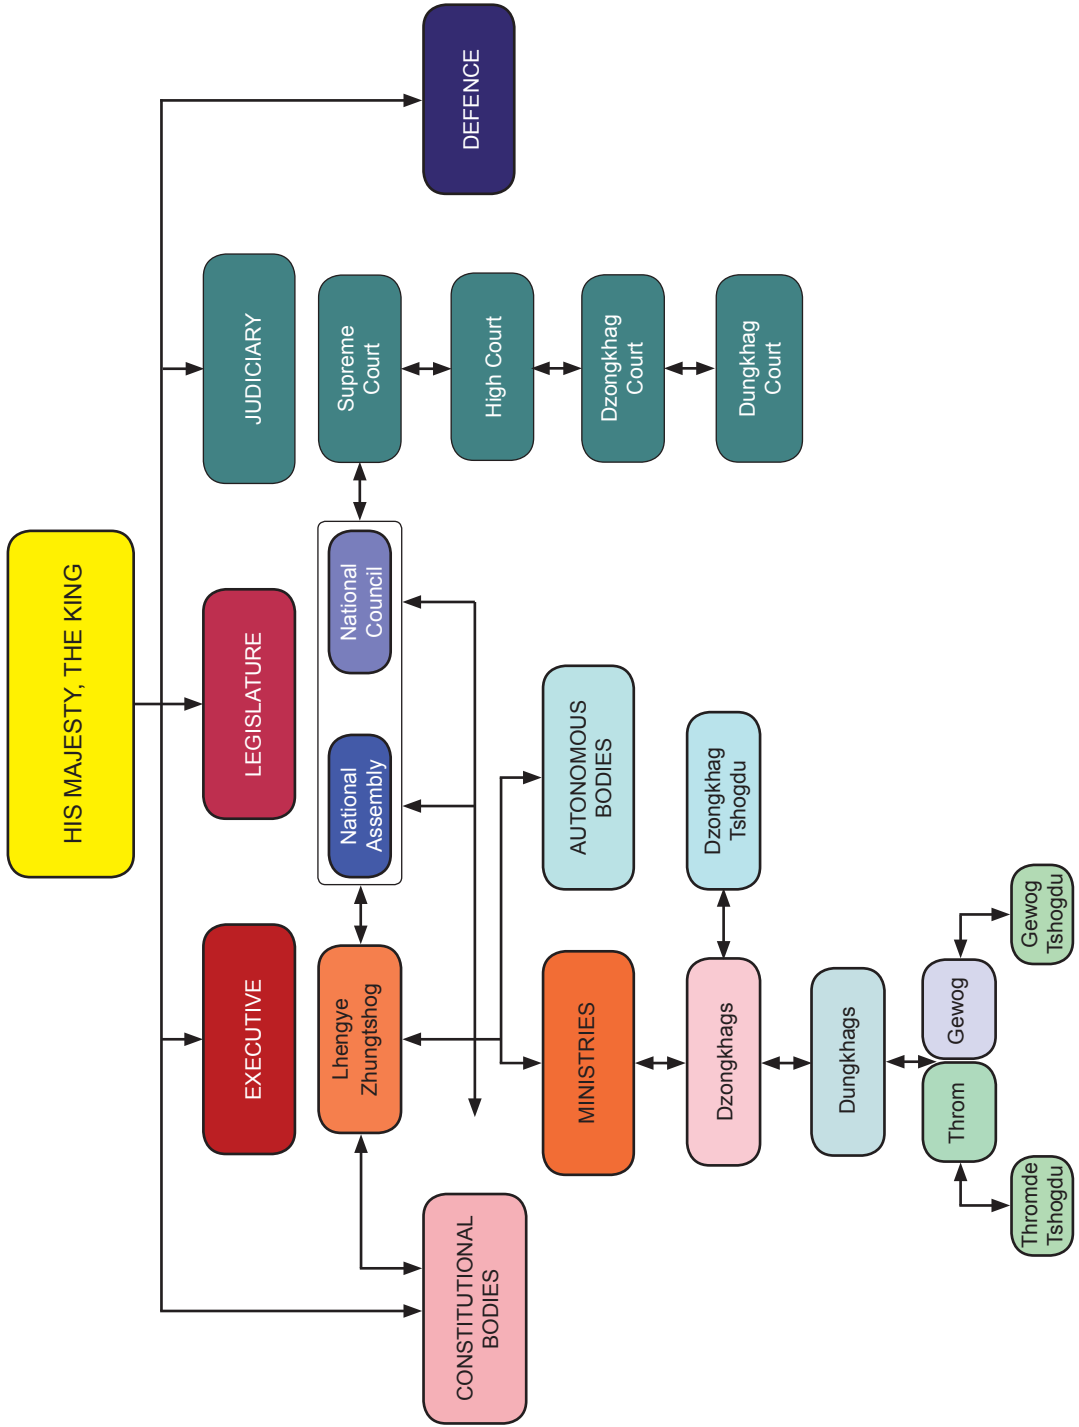 HIS MAJESTY, THE KING
EXECUTIVE
LEGISLATURE
JUDICIARY
Lhengye
Zhungtshog
National
Assembly
National
Council
Supreme
Court
CONSTITUTIONAL
BODIES
DEFENCE
High Court
MINISTRIES
AUTONOMOUS
BODIES
Dzongkhag
Court
Dzongkhags
Dzongkhag
Tshogdu
Dungkhag
Court
Dungkhags
Throm
Gewog
Thromde
Tshogdu
Gewog
Tshogdu